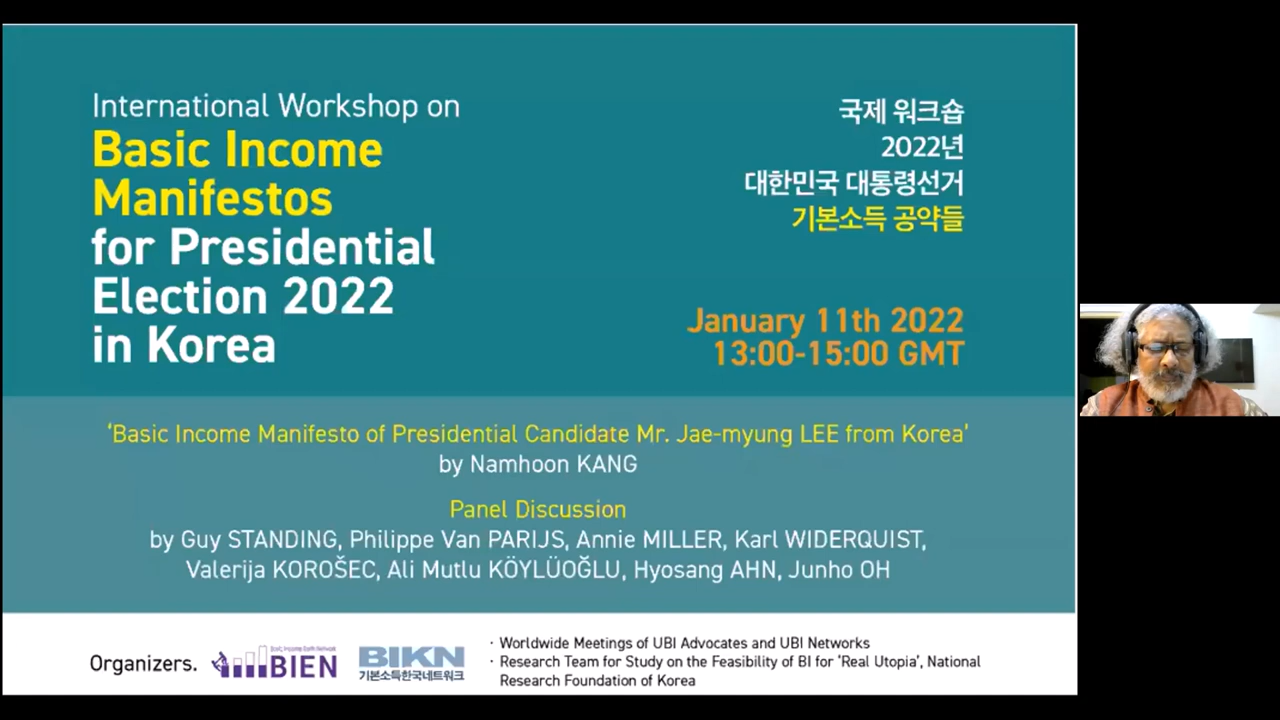 International Workshop on
Basic Income
Manifestos
for Presidential
Election 2022
in Korea
국제 워크숍
2022년
대한민국 대통령선거
기본소득 공약들
January 11th 2022
13:00-15:00 GMT
‘Basic Income Manifesto of Presidential Candidate Mr. Jae-myung LEE from Korea’
by Namhoon KANG
Panel Discussion
by Guy STANDING, Philippe Van PARIJS, Annie MILLER, Karl WIDERQUIST,
Valerija KOROŠEC, Ali Mutlu KÖYLÜOĞLU, Hyosang AHN, Junho OH
Organizers.
Basic Income Earth Network
BIEN
BIKN
기본소득한국네트워크
· Worldwide Meetings of UBI Advocates and UBI Networks
· Research Team for Study on the Feasibility of BI for ‘Real Utopia’, National
Research Foundation of Korea